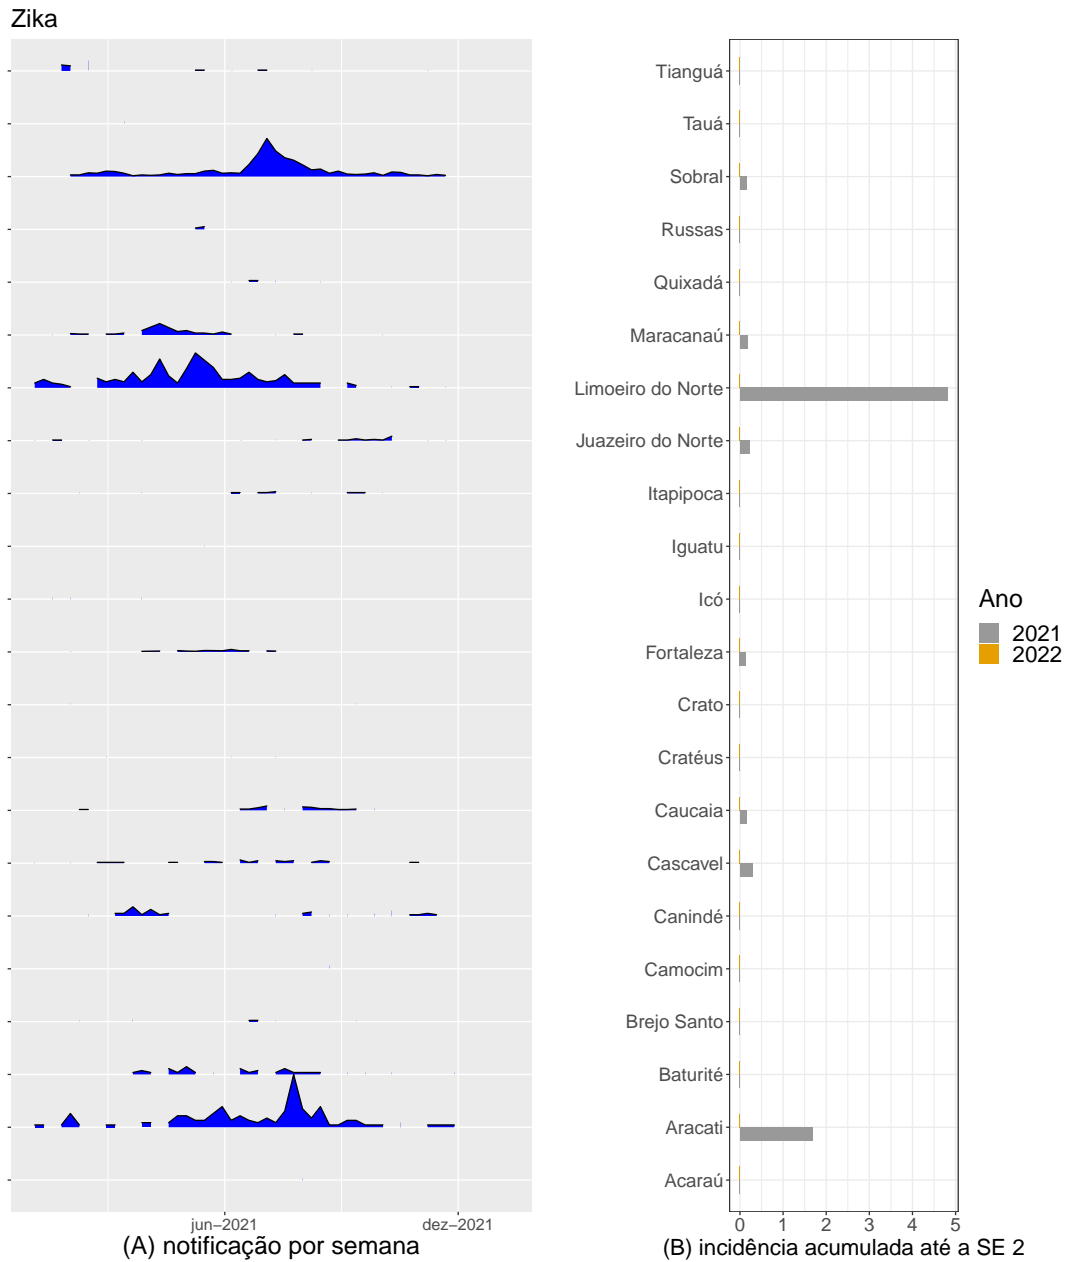 Zika
Tianguá
Tauá
Sobral
Russas
Quixadá
Maracanaú
Limoeiro do Norte
Juazeiro do Norte
Itapipoca
Iguatu
Icó
Fortaleza
Crato
Cratéus
Caucaia
Cascavel
Canindé
Camocim
Brejo Santo
Baturité
Aracati
Acaraú
Ano
2021
2022
jun−2021 dez−2021
0 1 2 3 4 5
(A) notificação por semana
(B) incidência acumulada até a SE 2